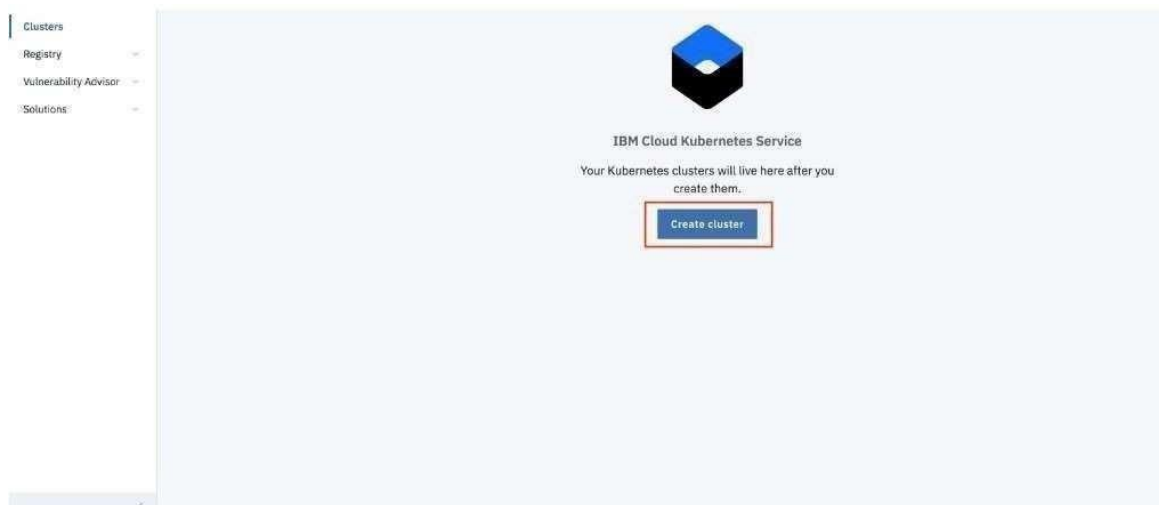 Clusters
Registry
Vulnerability Advisor
Solutions
IBM Cloud Kubernetes Service
Your Kubernetes clusters will live here after you
create them.
Create cluster